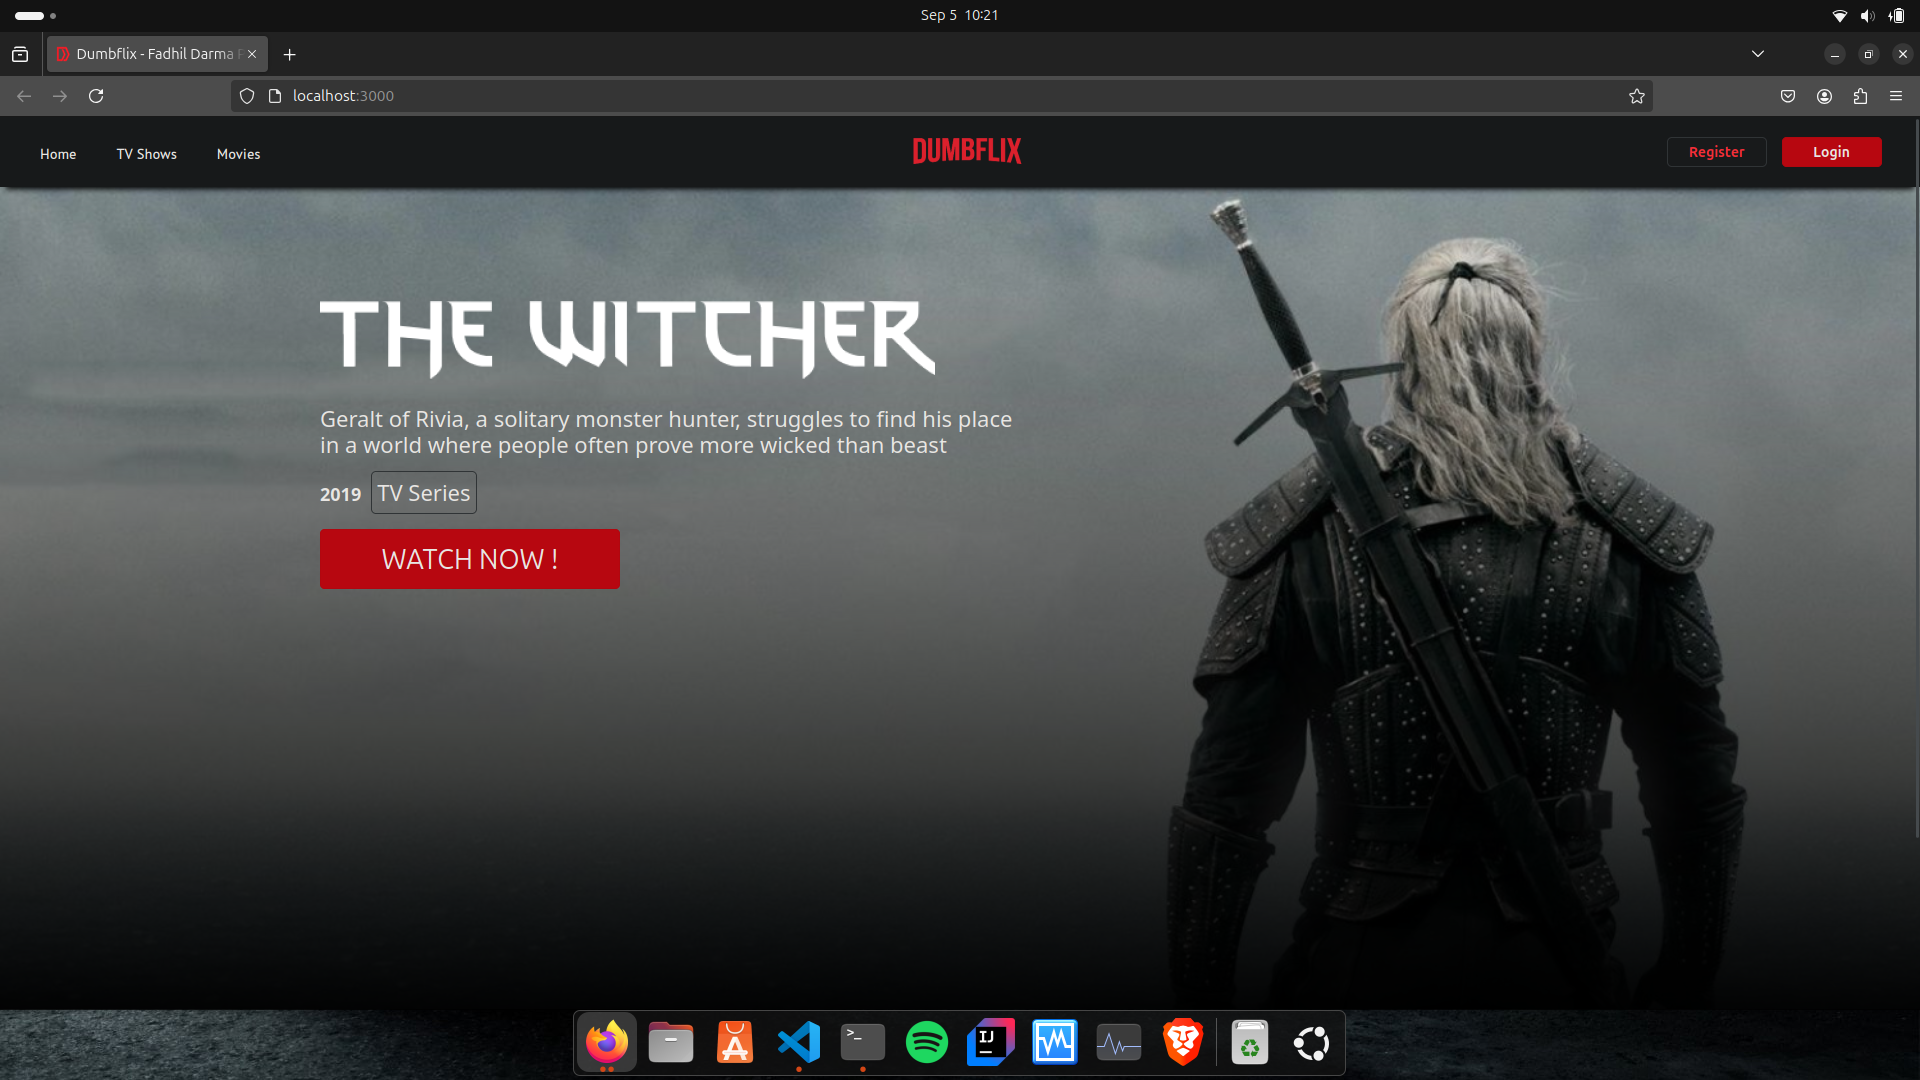 Sep 5 10:21
Dumbflix - Fadhil Darma
localhost:3000
Home
TV Shows
Movies
DUMBFLIX
Register
Login
THE WITCHER
Geralt of Rivia, a solitary monster hunter, struggles to find his place
in a world where people often prove more wicked than beast
2019 TV Series
WATCH NOW !
>_
IJ